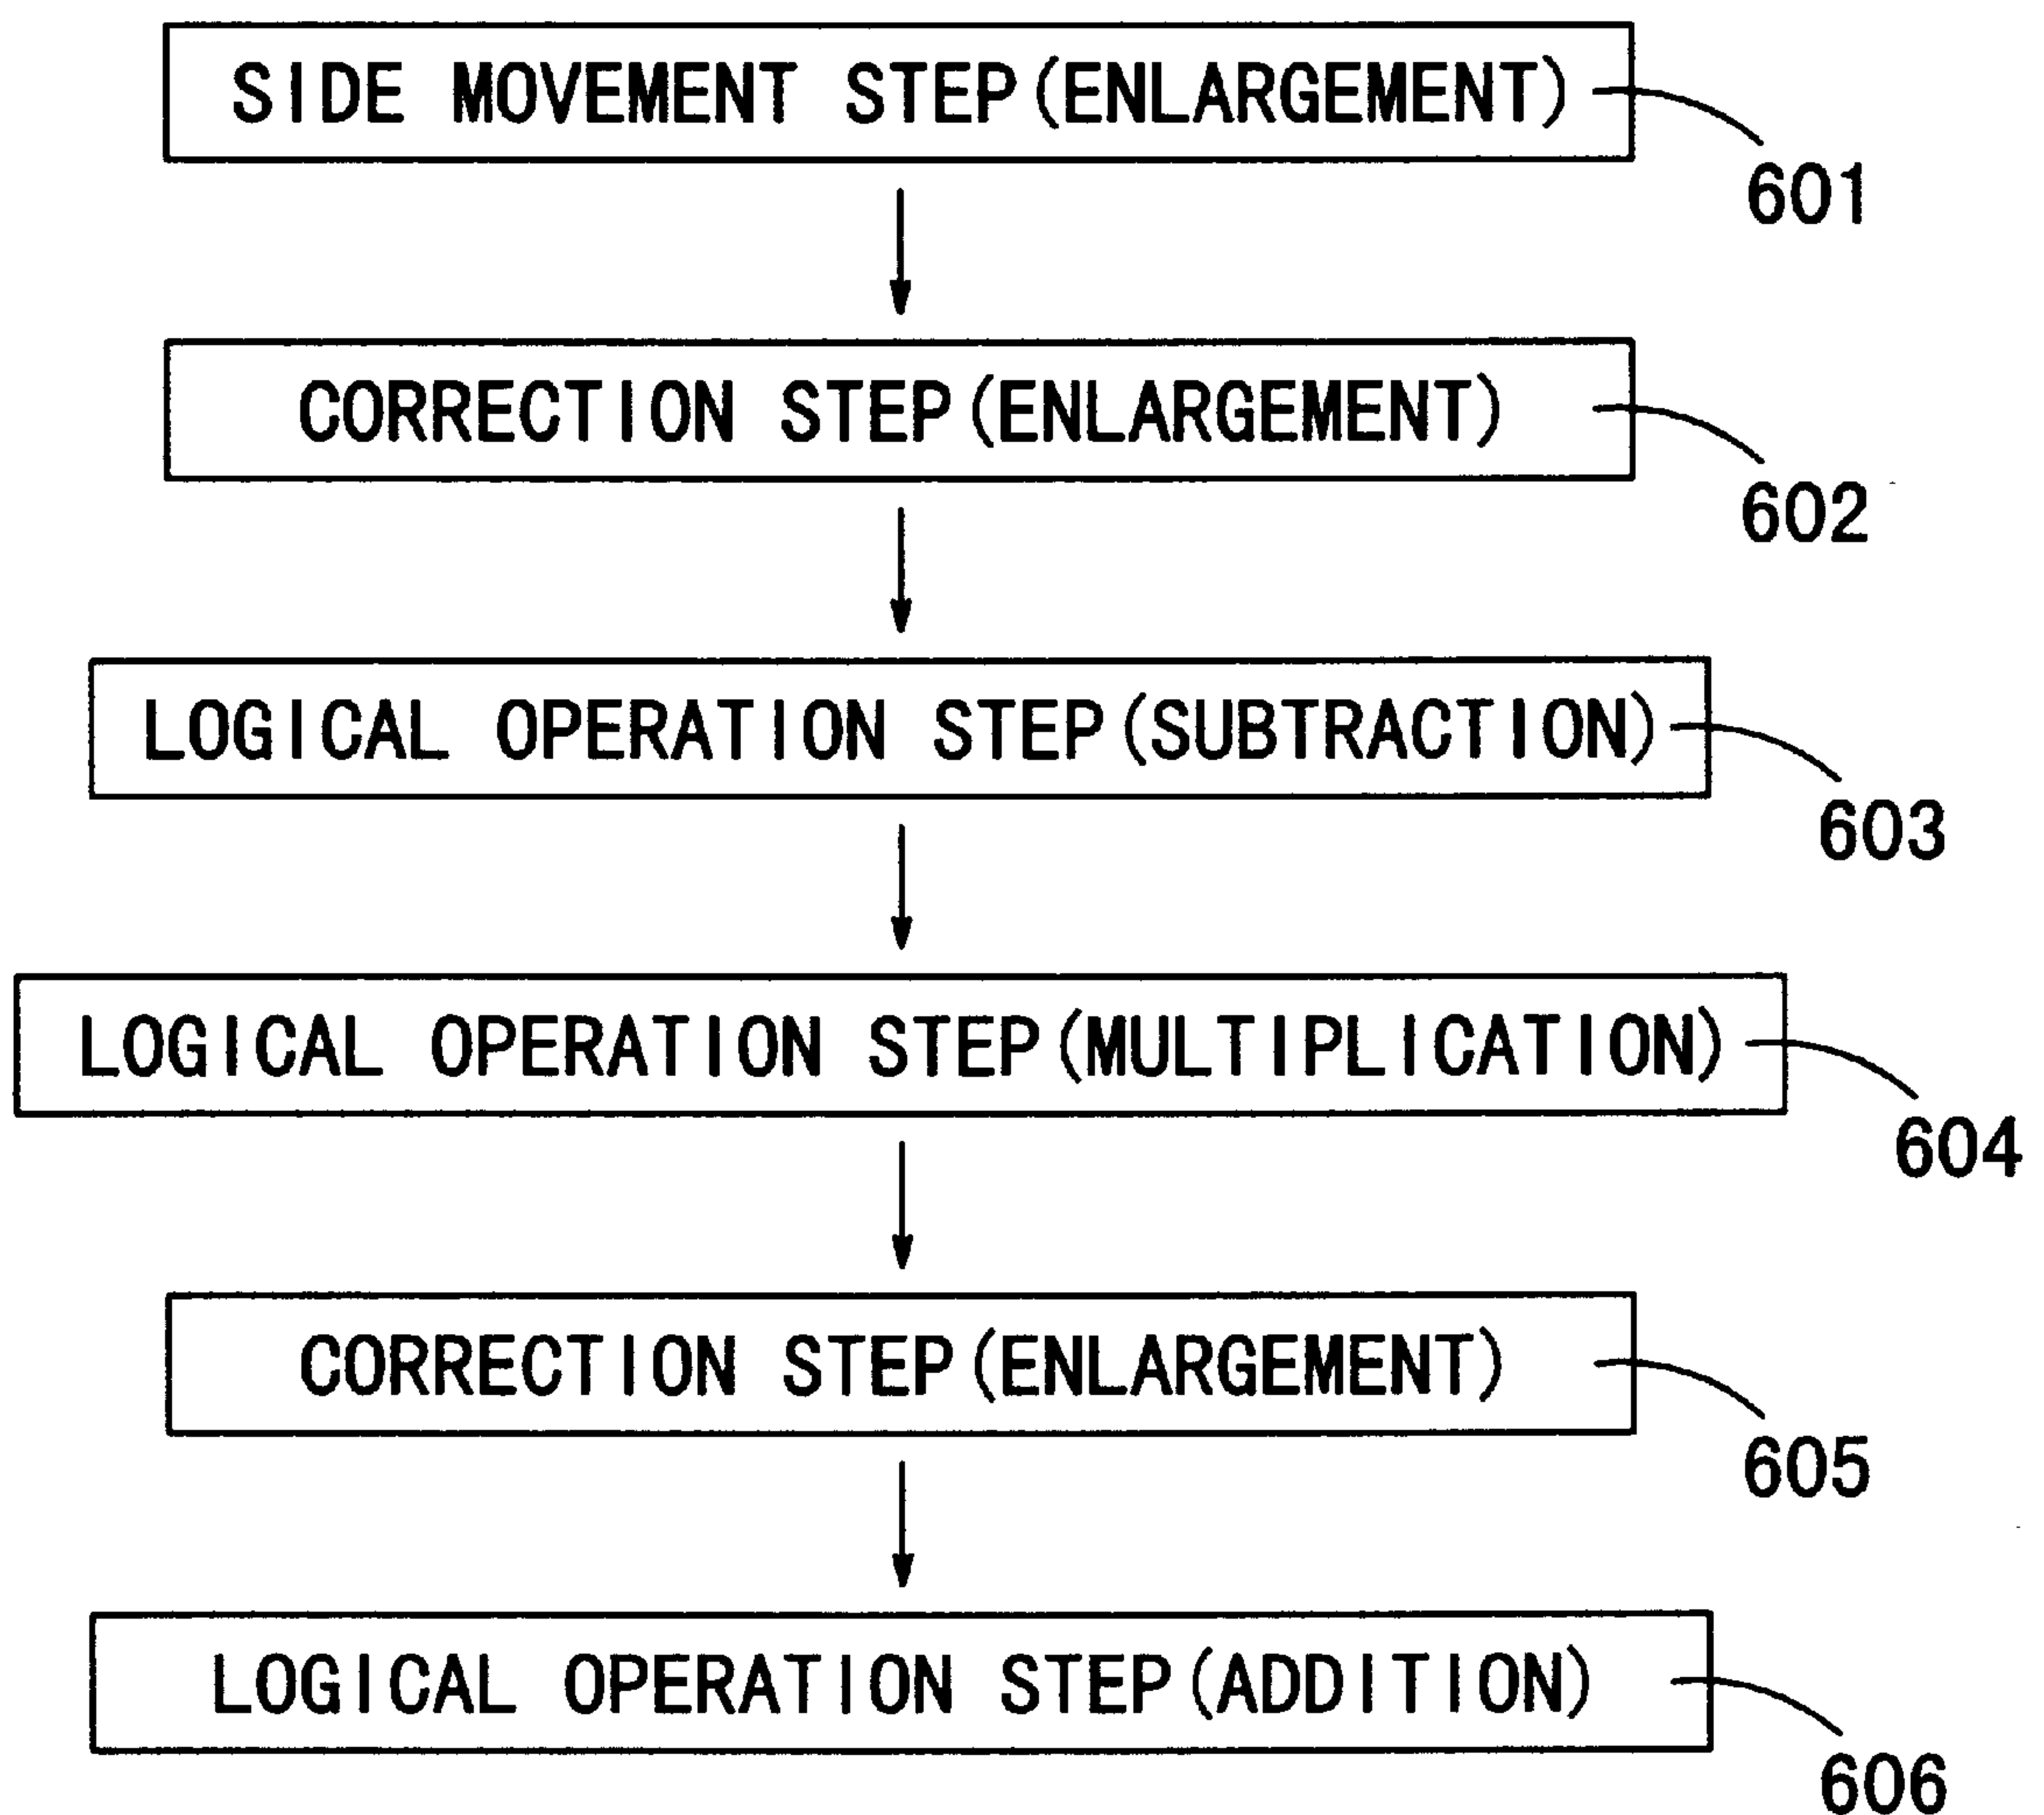 SIDE MOVEMENT STEP(ENLARGEMENT)
601
CORRECTION STEP(ENLARGEMENT)
602
LOGICAL OPERATION STEP(SUBTRACTION)
603
LOGICAL OPERATION STEP(MULTIPLICATION)
604
CORRECTION STEP(ENLARGEMENT)
605
LOGICAL OPERATION STEP(ADDITION)
606